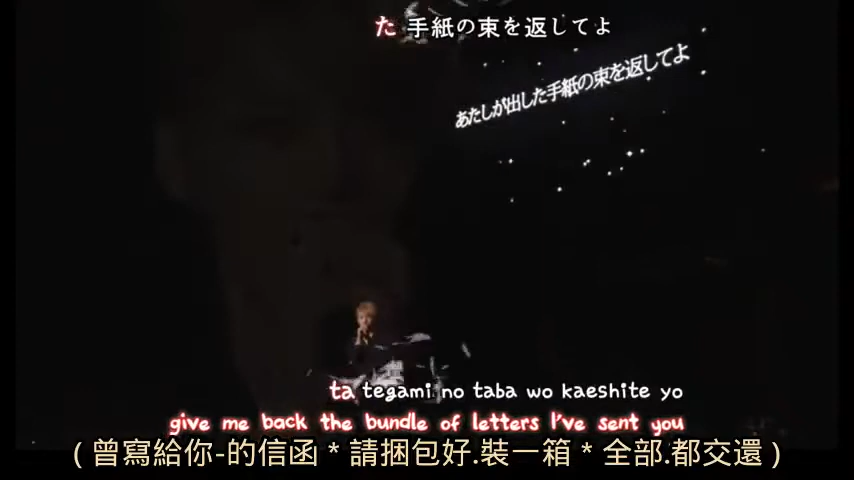 た 手紙の束を返してよ
あたしが出した手紙の束を返してよ
ta tegami no taba wo kaeshite yo
give me back the bundle of letters I've sent you
( 曾寫給你-的信函 * 請捆包好.裝一箱 * 全部.都交還 )